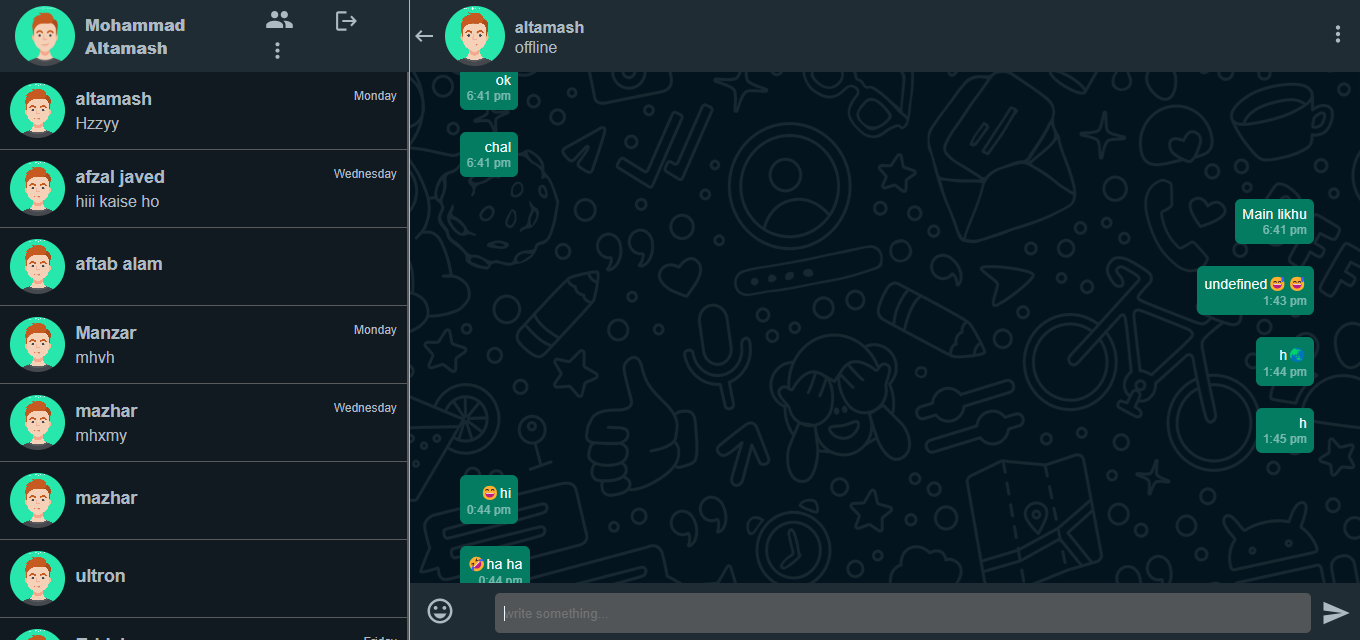 Mohammad
Altamash
altamash
Monday
Hzzyy
afzal javed
Wednesday
hiii kaise ho
aftab alam
Manzar
Monday
mhvh
mazhar
Wednesday
mhxmy
mazhar
ultron
Friday
altamash
offline
ok
6:41 pm
chal
6:41 pm
Main likhu
6:41 pm
undefined😅 😅
1:43 pm
h🌏
1:44 pm
h
1:45 pm
😄hi
0:44 pm
🤣ha ha
0:44 pm
write something...